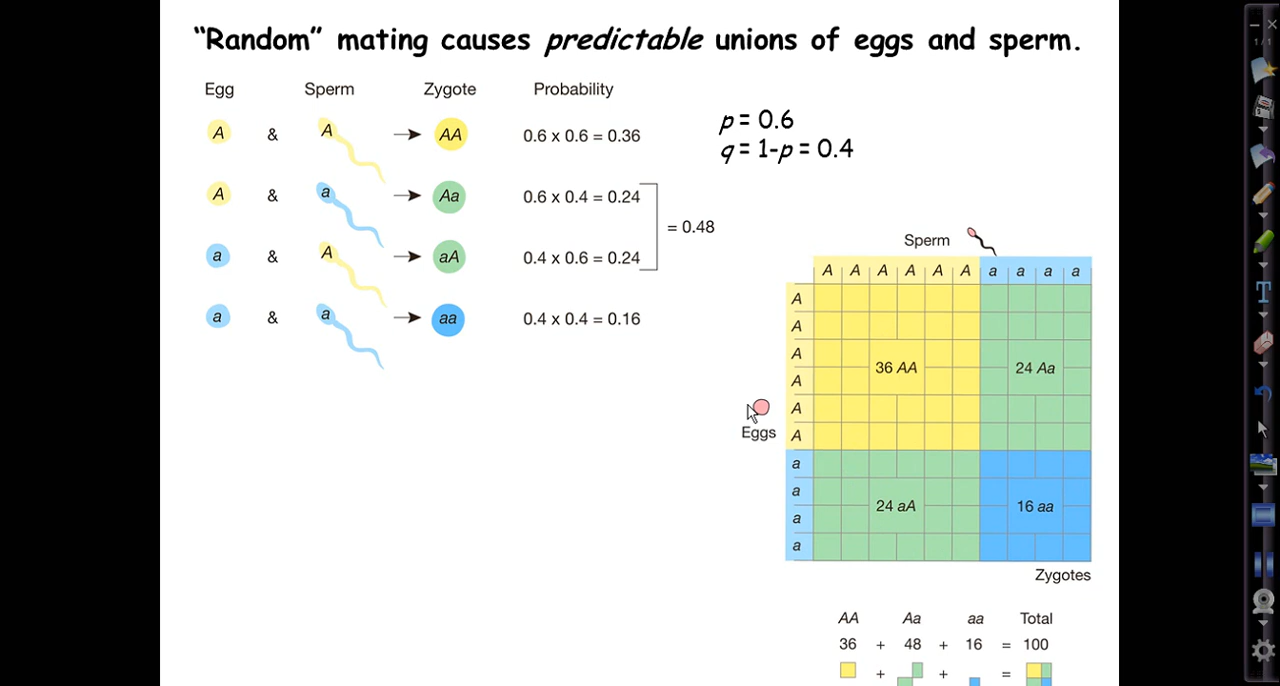 “Random” mating causes predictable unions of eggs and sperm.
Egg Sperm Zygote Probability
A & A → AA 0.6 x 0.6 = 0.36
A & a → Aa 0.6 x 0.4 = 0.24
a & A → aA 0.4 x 0.6 = 0.24
= 0.48
a & a → aa 0.4 x 0.4 = 0.16
p = 0.6
q = 1-p = 0.4
Sperm
A A A A A A a a a a
A
A
A
36 AA 24 Aa
A
A
A
Eggs
a
a
24 aA 16 aa
a
a
Zygotes
AA Aa aa Total
36 + 48 + 16 = 100
+ + =
1/1
T